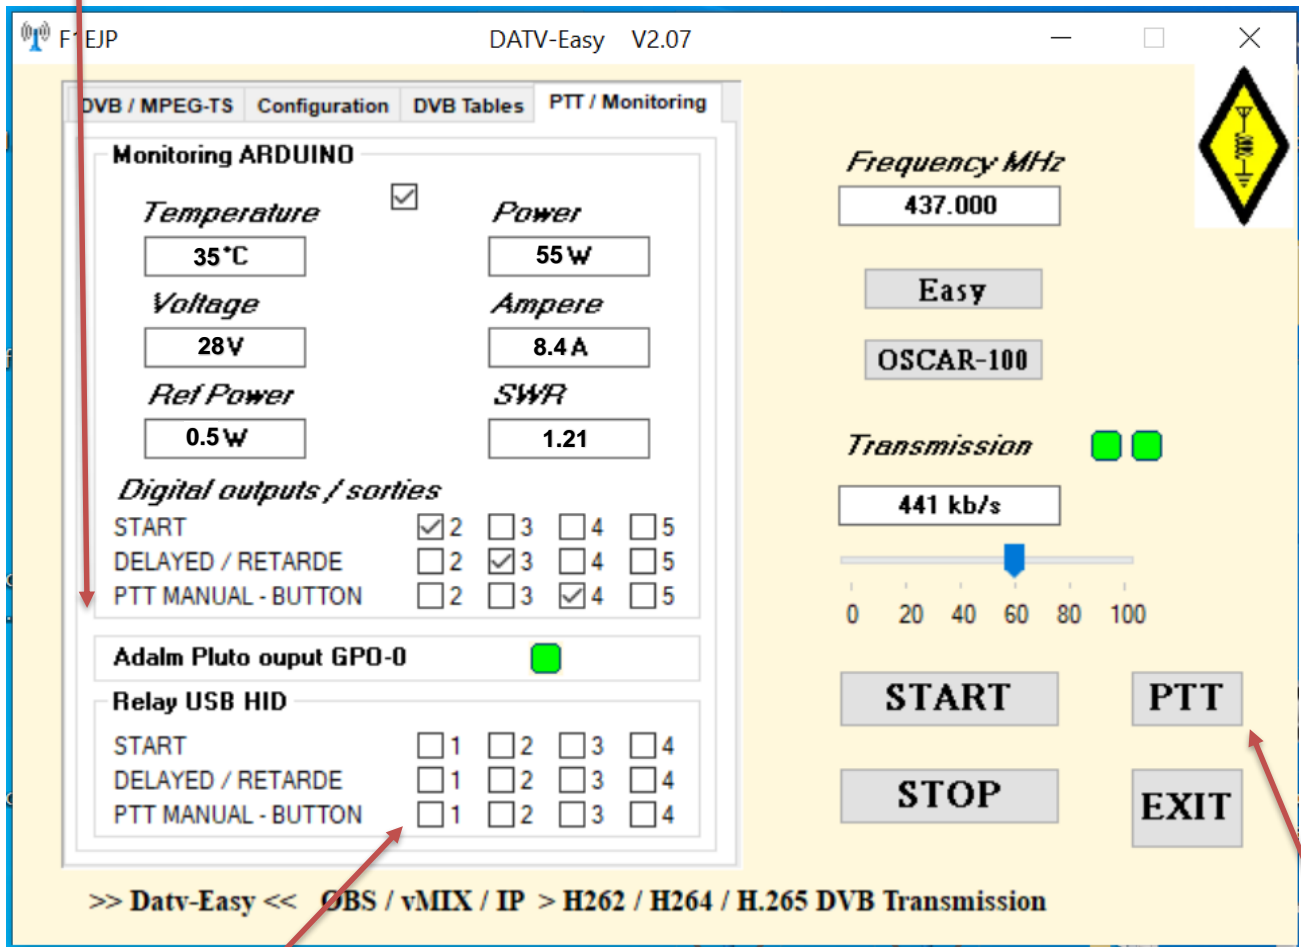 F1EJP DATV-Easy V2.07
DVB / MPEG-TS Configuration DVB Tables PTT / Monitoring
Monitoring ARDUINO
Temperature Power
35°C 55 W
Voltage Ampere
28 V 8.4 A
Ref Power SWR
0.5 W 1.21
Digital outputs / sorties
START 2 3 4 5
DELAYED / RETARDE 2 3 4 5
PTT MANUAL - BUTTON 2 3 4 5
Adalm Pluto ouput GPO-0
Relay USB HID
START 1 2 3 4
DELAYED / RETARDE 1 2 3 4
PTT MANUAL - BUTTON 1 2 3 4
Frequency MHz
437.000
Easy
OSCAR-100
Transmission
441 kb/s
0 20 40 60 80 100
START PTT
STOP EXIT
>> Datv-Easy << OBS / vMIX / IP > H262 / H264 / H.265 DVB Transmission